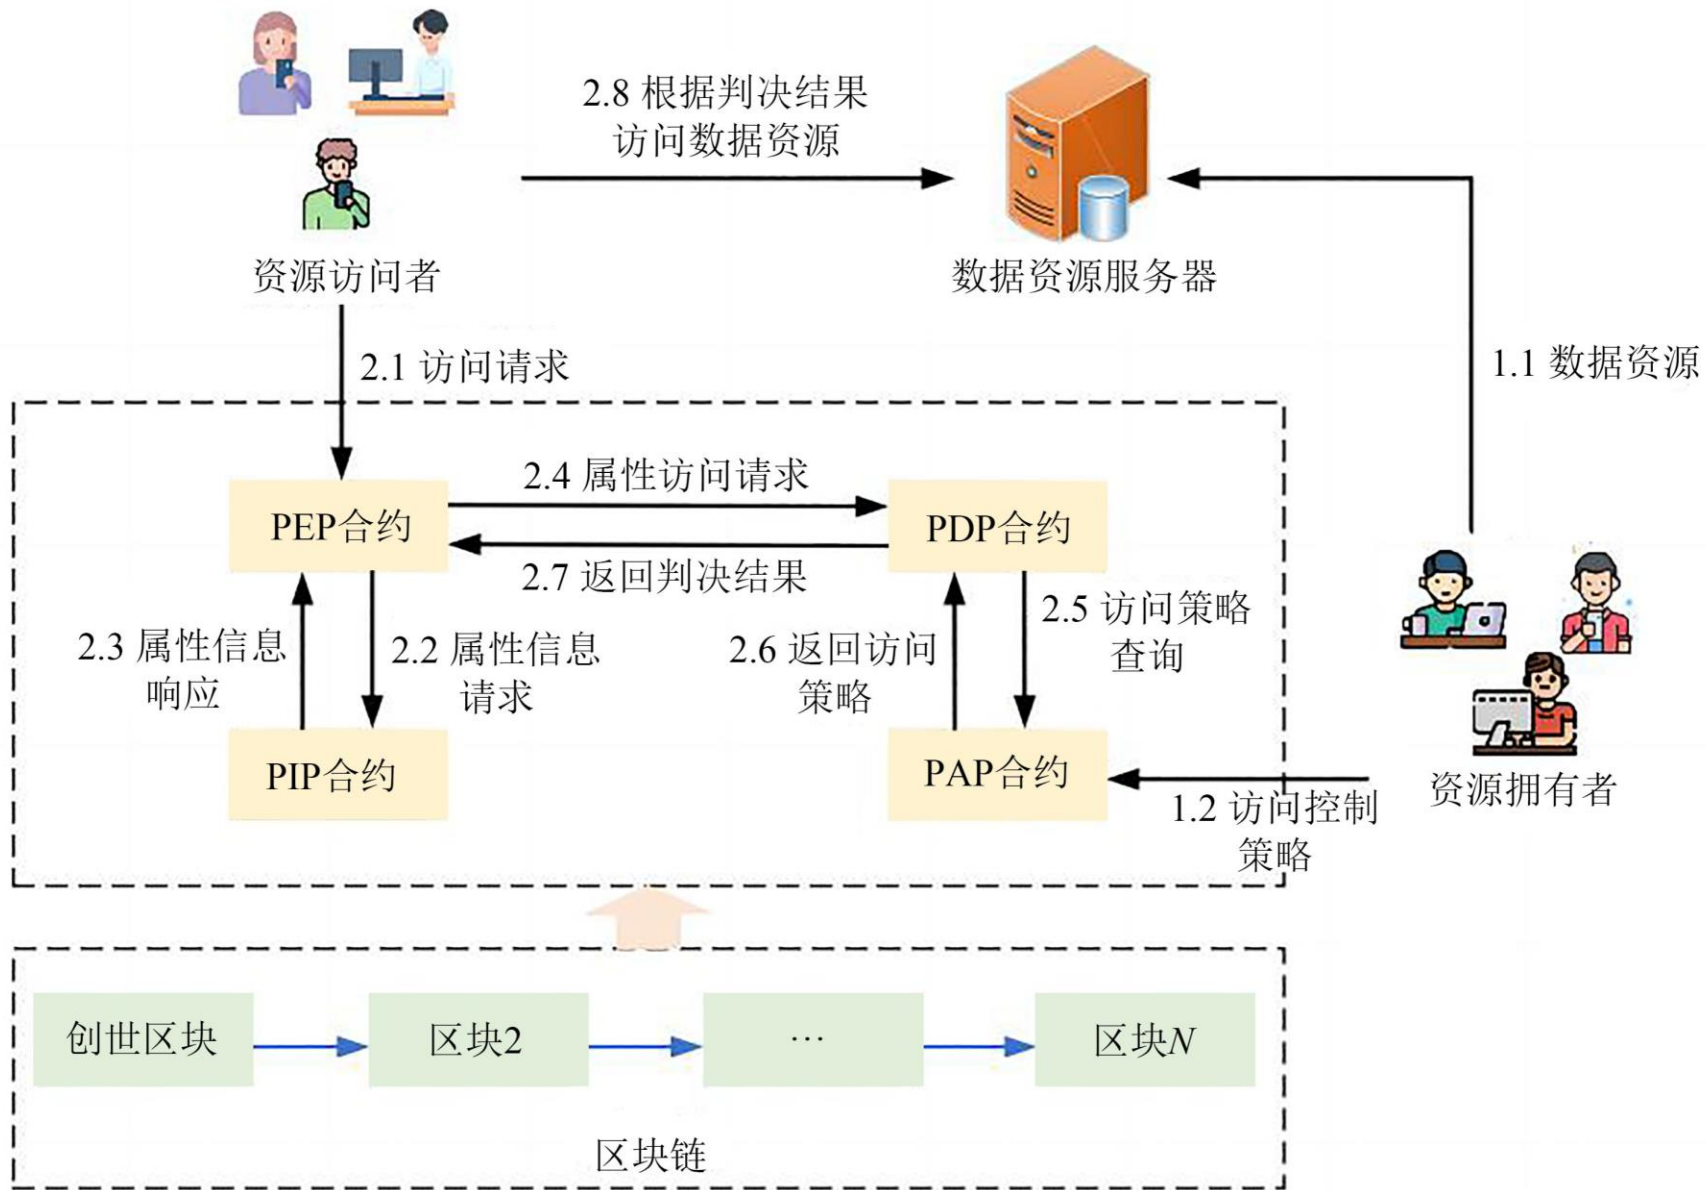 2.8 根据判决结果
访问数据资源
资源访问者
数据资源服务器
2.1 访问请求
1.1 数据资源
2.4 属性访问请求
PEP合约
PDP合约
2.7 返回判决结果
2.3 属性信息
响应
2.2 属性信息
请求
2.6 返回访问
策略
2.5 访问策略
查询
PIP合约
PAP合约
1.2 访问控制
策略
资源拥有者
创世区块
区块2
…
区块N
区块链